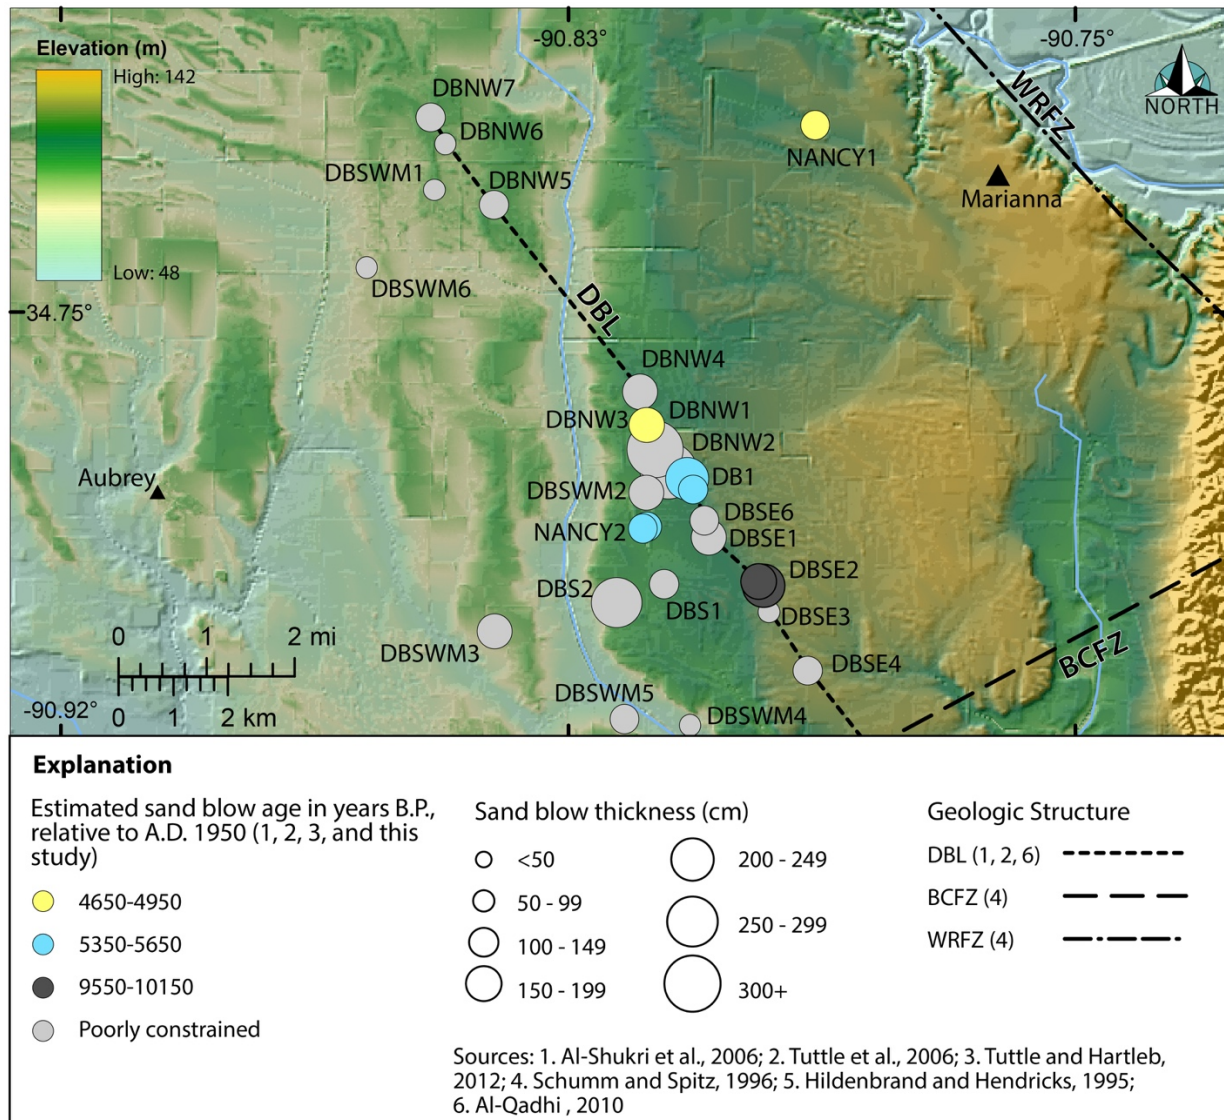 Elevation (m)
High: 142
Low: 48
-90.83°
-90.75°
NORTH
WRFZ
DBNW7
DBNW6
NANCY1
DBSWM1
DBNW5
Marianna
DBSWM6
34.75°
DBL
DBNW4
DBNW3
DBNW1
DBNW2
Aubrey
DB1
DBSWM2
DBSE6
NANCY2
DBSE1
DBSE2
DBS2
DBS1
DBSE3
0 1 2 mi
DBSWM3
DBSE4
BCFZ
DBSWM5
DBSWM4
-90.92°
0 1 2 km
Explanation
Estimated sand blow age in years B.P.,
relative to A.D. 1950 (1, 2, 3, and this
study)
4650-4950
5350-5650
9550-10150
Poorly constrained
Sand blow thickness (cm)
<50
50 - 99
100 - 149
150 - 199
200 - 249
250 - 299
300+
Geologic Structure
DBL (1, 2, 6)
BCFZ (4)
WRFZ (4)
Sources: 1. Al-Shukri et al., 2006; 2. Tuttle et al., 2006; 3. Tuttle and Hartleb,
2012; 4. Schumm and Spitz, 1996; 5. Hildenbrand and Hendricks, 1995;
6. Al-Qadhi , 2010